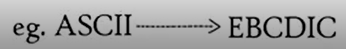 eg. ASCII ----------> EBCDIC